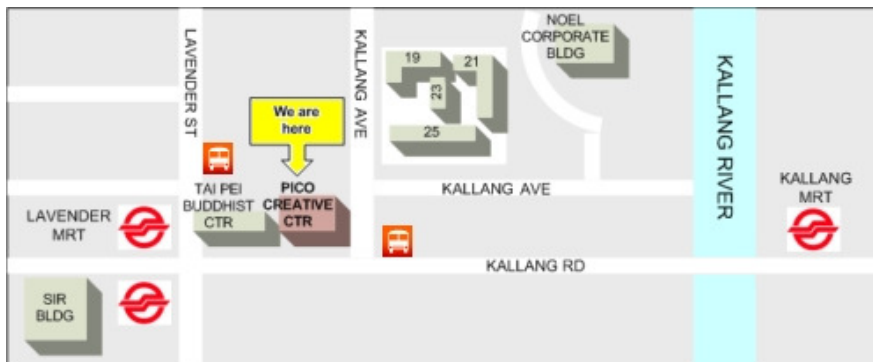 NOEL
CORPORATE
BLDG
LAVENDER ST
KALLANG AVE
19
21
23
25
KALLANG RIVER
We are
here
TAI PEI
BUDDHIST
CTR
PICO
CREATIVE
CTR
KALLANG AVE
KALLANG
MRT
LAVENDER
MRT
KALLANG RD
SIR
BLDG